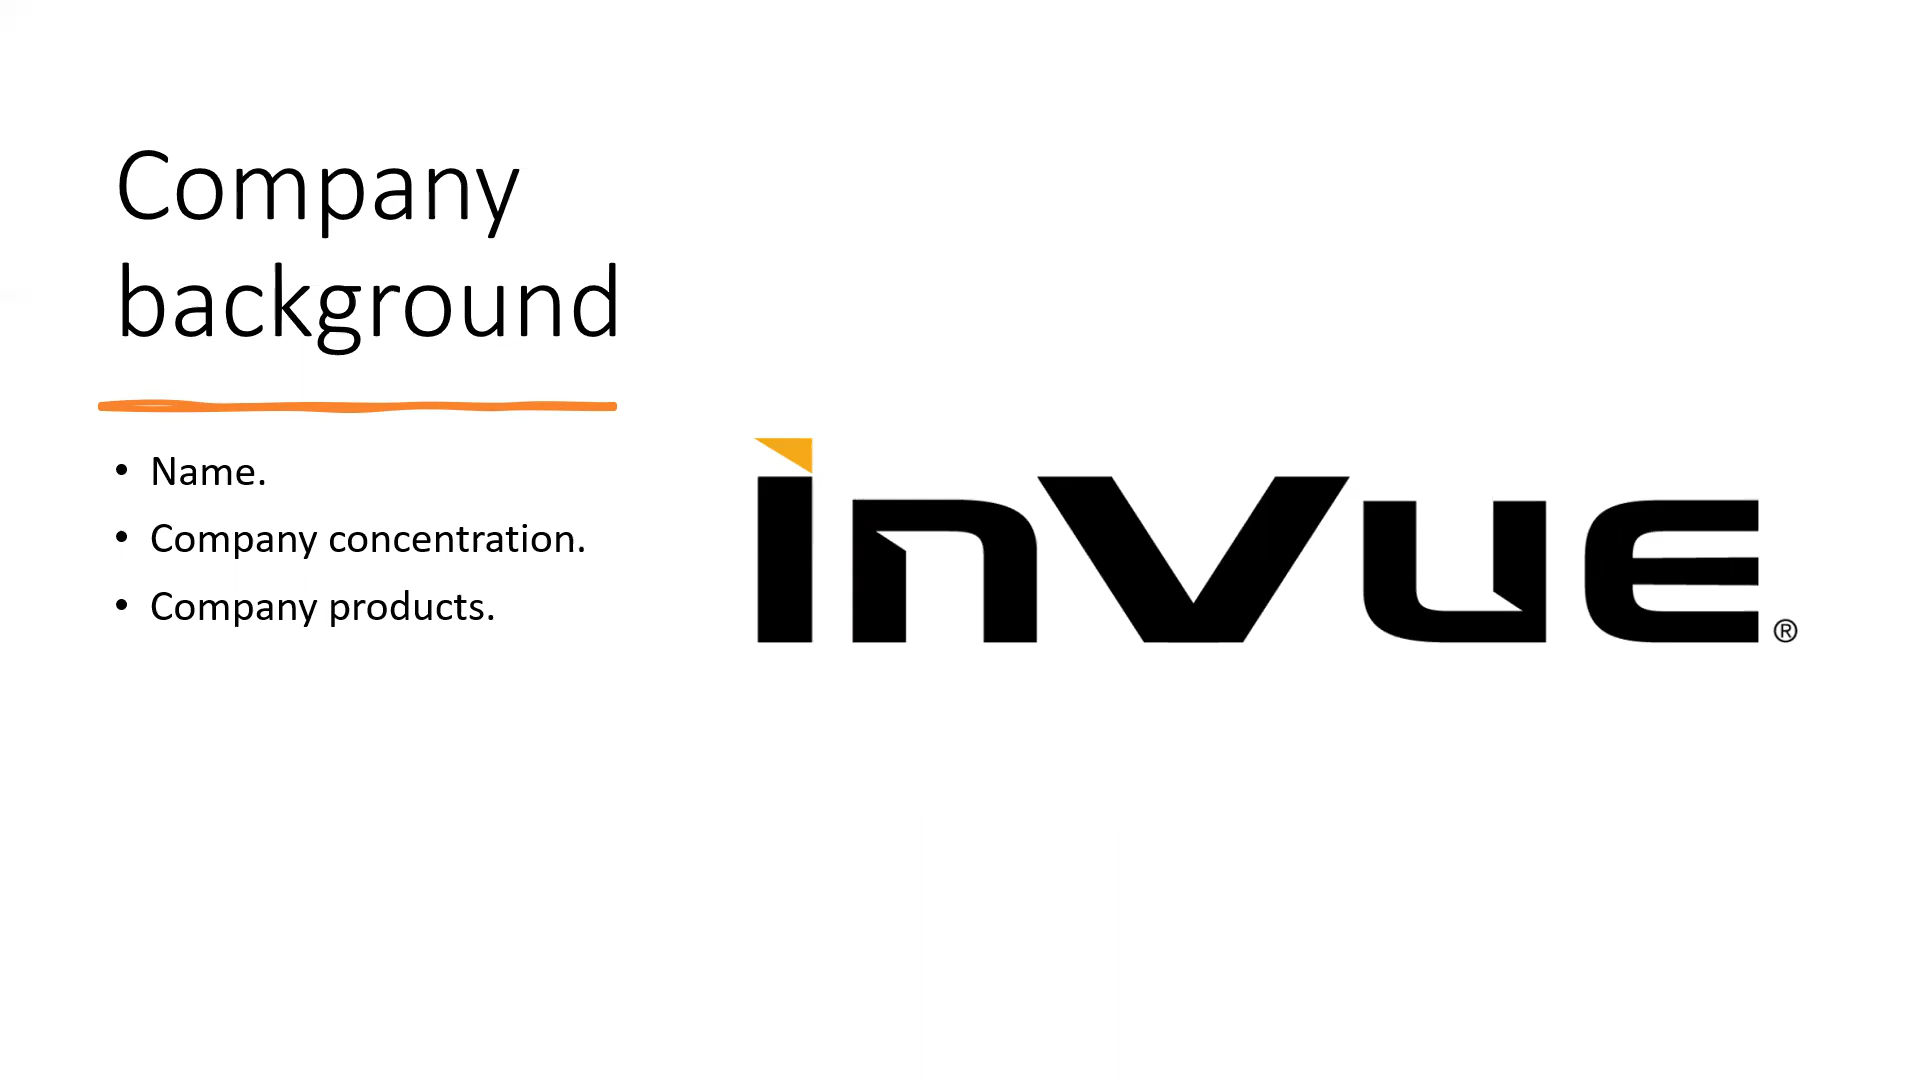 Company
background
• Name.
• Company concentration.
• Company products.
inVue®